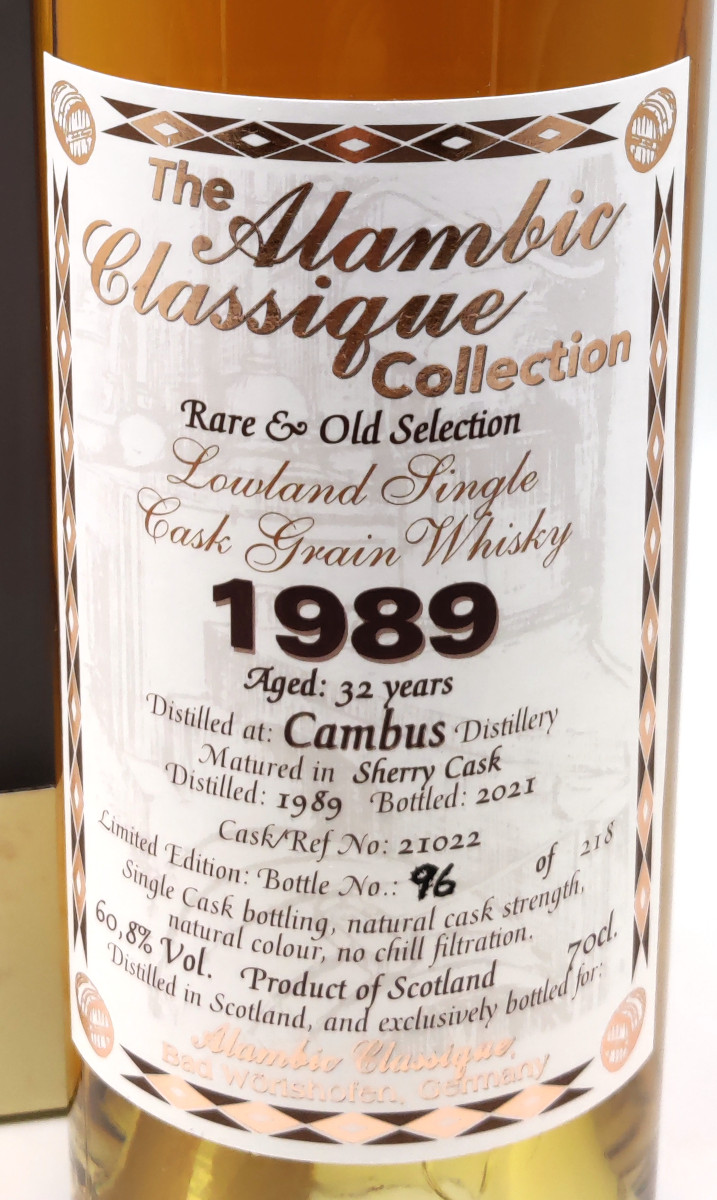 The Alambic
Classique
Collection
Rare & Old Selection
Lowland Single
Cask Grain Whisky
1989
Aged: 32 years
Distilled at: Cambus Distillery
Matured in Sherry Cask
Distilled: 1989 Bottled: 2021
Cask/Ref No: 21022
Limited Edition: Bottle No.: 96 of 218
Single Cask bottling, natural cask strength,
natural colour, no chill filtration.
60,8% Vol. Product of Scotland 70cl.
Distilled in Scotland, and exclusively bottled for:
Alambic Classique,
Bad Wörishofen, Germany